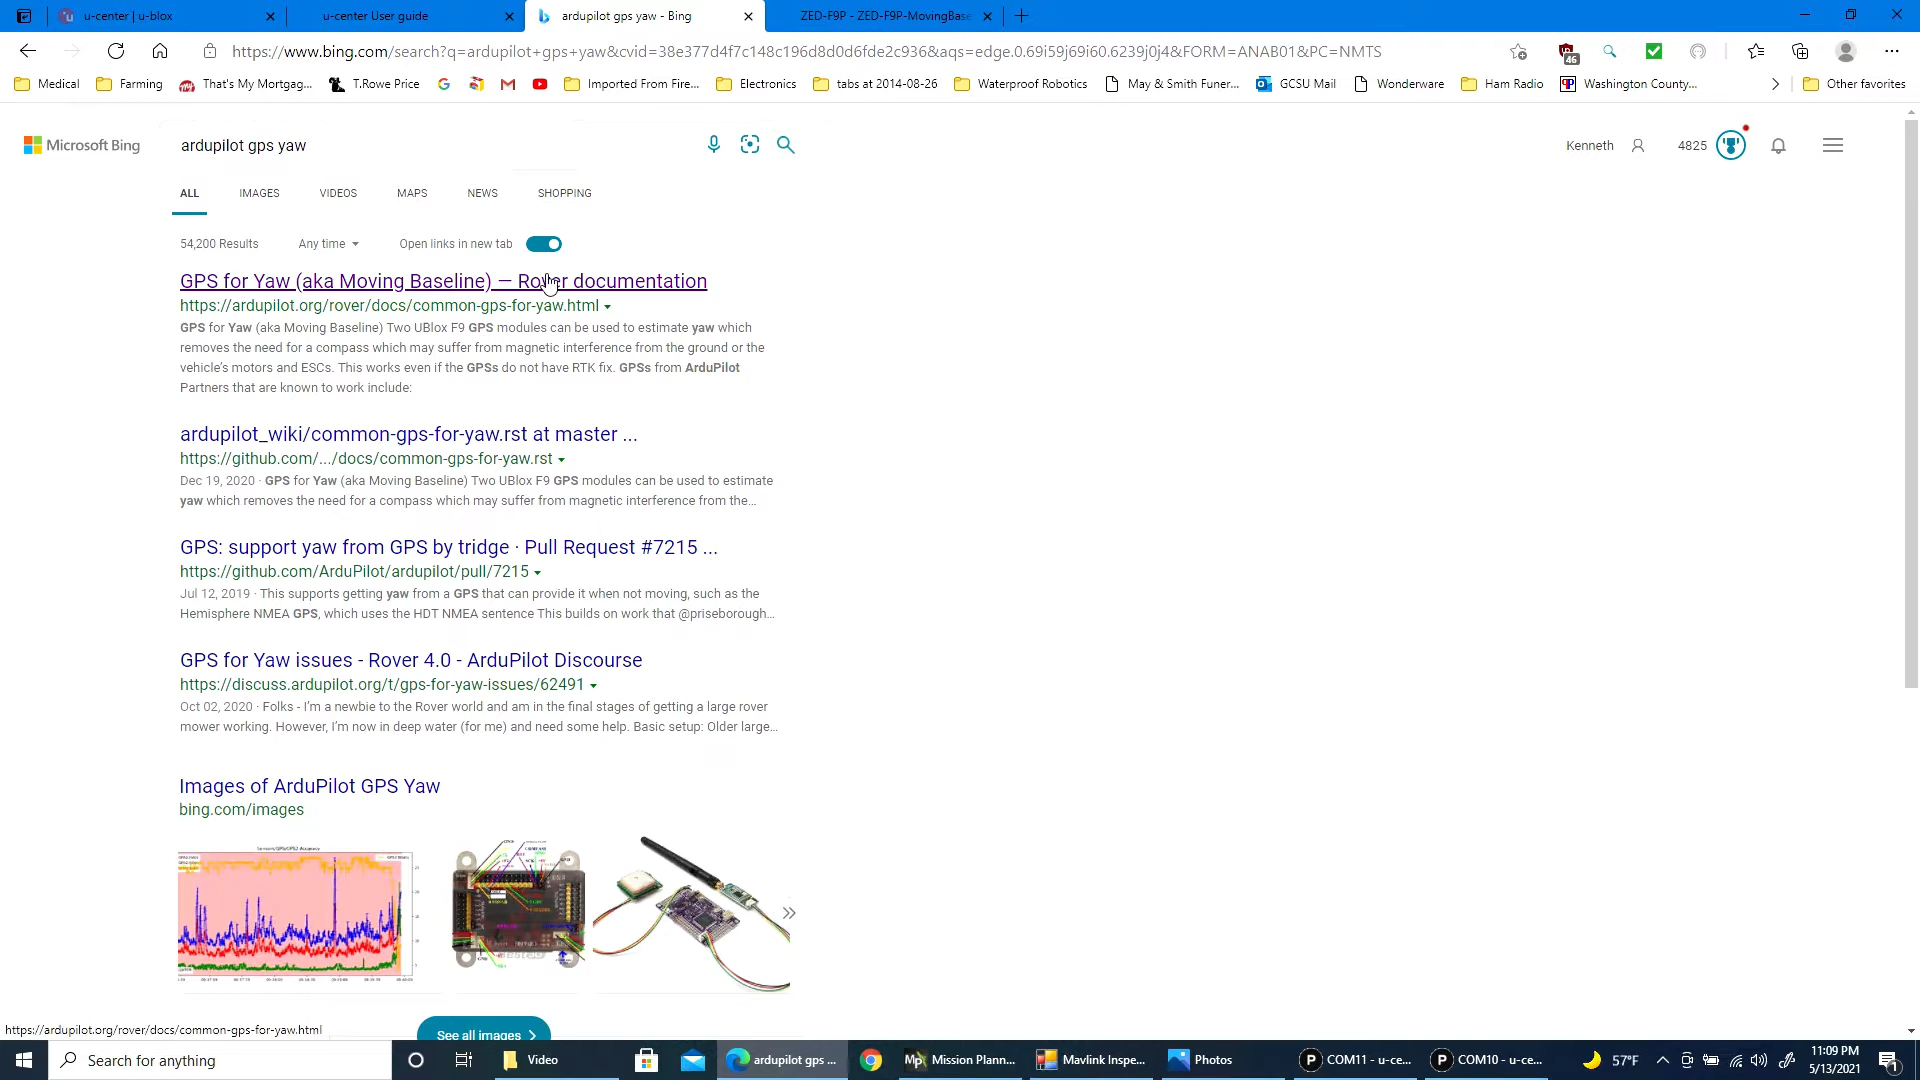 u-center | u-blox
u-center User guide
ardupilot gps yaw - Bing
ZED-F9P - ZED-F9P-MovingBase
https://www.bing.com/search?q=ardupilot+gps+yaw&cvid=38e377d4f7c148c196d8d0d6fde2c936&aqs=edge.0.69i59j69i60.6239j0j4&FORM=ANAB01&PC=NMTS
46
Medical
Farming
That's My Mortgag...
T.Rowe Price
Imported From Fire...
Electronics
tabs at 2014-08-26
Waterproof Robotics
May & Smith Funer...
GCSU Mail
Wonderware
Ham Radio
Washington County...
Other favorites
Microsoft Bing
ardupilot gps yaw
Kenneth
4825
ALL
IMAGES
VIDEOS
MAPS
NEWS
SHOPPING
54,200 Results
Any time
Open links in new tab
GPS for Yaw (aka Moving Baseline) — Rover documentation
https://ardupilot.org/rover/docs/common-gps-for-yaw.html
GPS for Yaw (aka Moving Baseline) Two UBlox F9 GPS modules can be used to estimate yaw which
removes the need for a compass which may suffer from magnetic interference from the ground or the
vehicle's motors and ESCs. This works even if the GPSs do not have RTK fix. GPSs from ArduPilot
Partners that are known to work include:
ardupilot_wiki/common-gps-for-yaw.rst at master ...
https://github.com/.../docs/common-gps-for-yaw.rst
Dec 19, 2020 · GPS for Yaw (aka Moving Baseline) Two UBlox F9 GPS modules can be used to estimate
yaw which removes the need for a compass which may suffer from magnetic interference from the...
GPS: support yaw from GPS by tridge · Pull Request #7215 ...
https://github.com/ArduPilot/ardupilot/pull/7215
Jul 12, 2019 · This supports getting yaw from a GPS that can provide it when not moving, such as the
Hemisphere NMEA GPS, which uses the HDT NMEA sentence This builds on work that @priseborough...
GPS for Yaw issues - Rover 4.0 - ArduPilot Discourse
https://discuss.ardupilot.org/t/gps-for-yaw-issues/62491
Oct 02, 2020 · Folks - I'm a newbie to the Rover world and am in the final stages of getting a large rover
mower working. However, I'm now in deep water (for me) and need some help. Basic setup: Older large...
Images of ArduPilot GPS Yaw
bing.com/images
See all images
https://ardupilot.org/rover/docs/common-gps-for-yaw.html
Search for anything
Video
ardupilot gps ...
Mission Plann...
Mavlink Inspe...
Photos
COM11 - u-ce...
COM10 - u-ce...
57°F
11:09 PM
5/13/2021
1